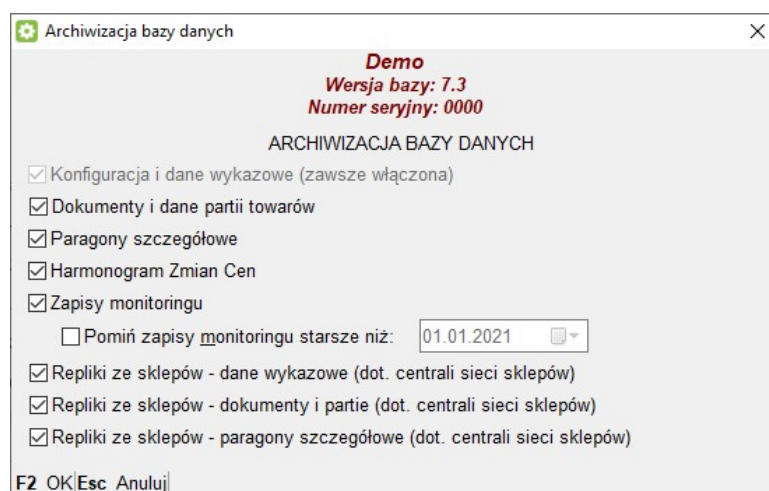 Archiwizacja bazy danych
Demo
Wersja bazy: 7.3
Numer seryjny: 0000
ARCHIWIZACJA BAZY DANYCH
Konfiguracja i dane wykazowe (zawsze włączona)
Dokumenty i dane partii towarów
Paragony szczegółowe
Harmonogram Zmian Cen
Zapisy monitoringu
Pomiń zapisy monitoringu starsze niż: 01.01.2021
Repliki ze sklepów - dane wykazowe (dot. centrali sieci sklepów)
Repliki ze sklepów - dokumenty i partie (dot. centrali sieci sklepów)
Repliki ze sklepów - paragony szczegółowe (dot. centrali sieci sklepów)
F2 OK|Esc Anuluj|